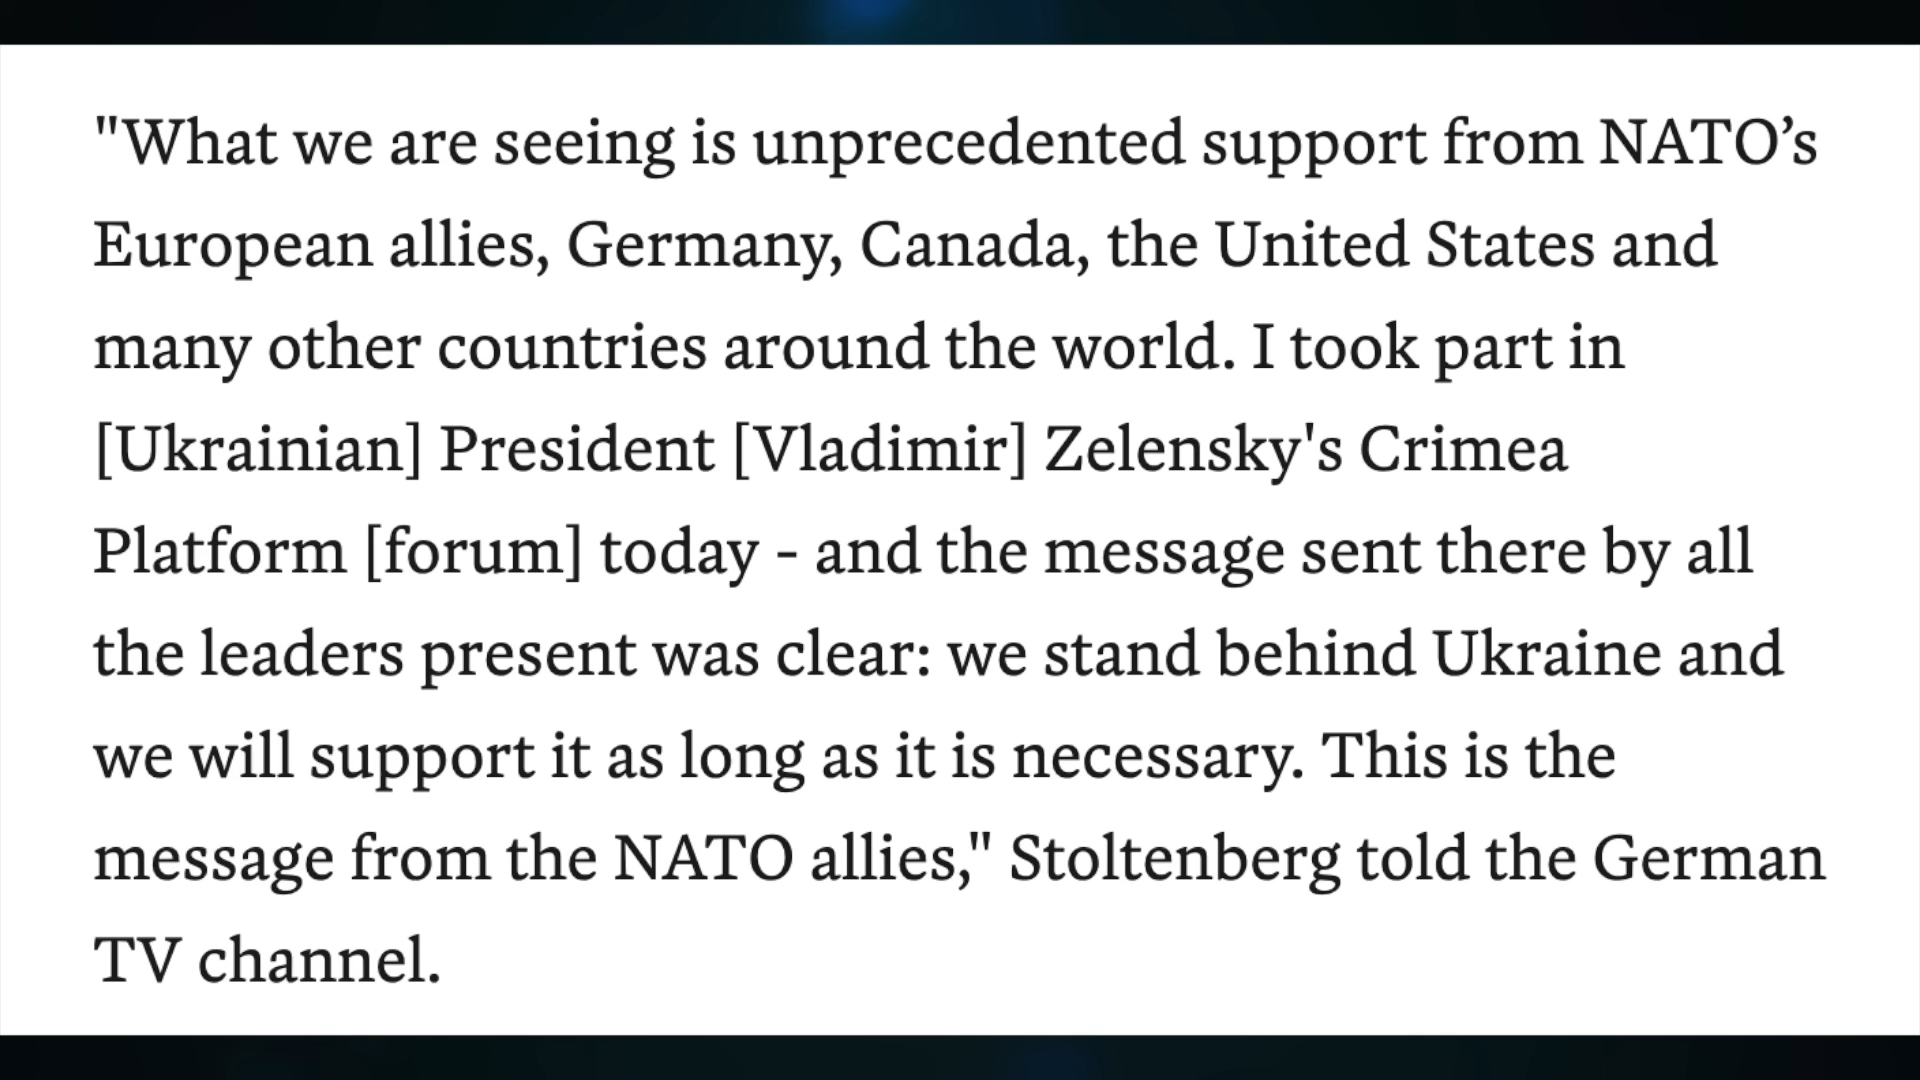 "What we are seeing is unprecedented support from NATO’s
European allies, Germany, Canada, the United States and
many other countries around the world. I took part in
[Ukrainian] President [Vladimir] Zelensky's Crimea
Platform [forum] today - and the message sent there by all
the leaders present was clear: we stand behind Ukraine and
we will support it as long as it is necessary. This is the
message from the NATO allies," Stoltenberg told the German
TV channel.